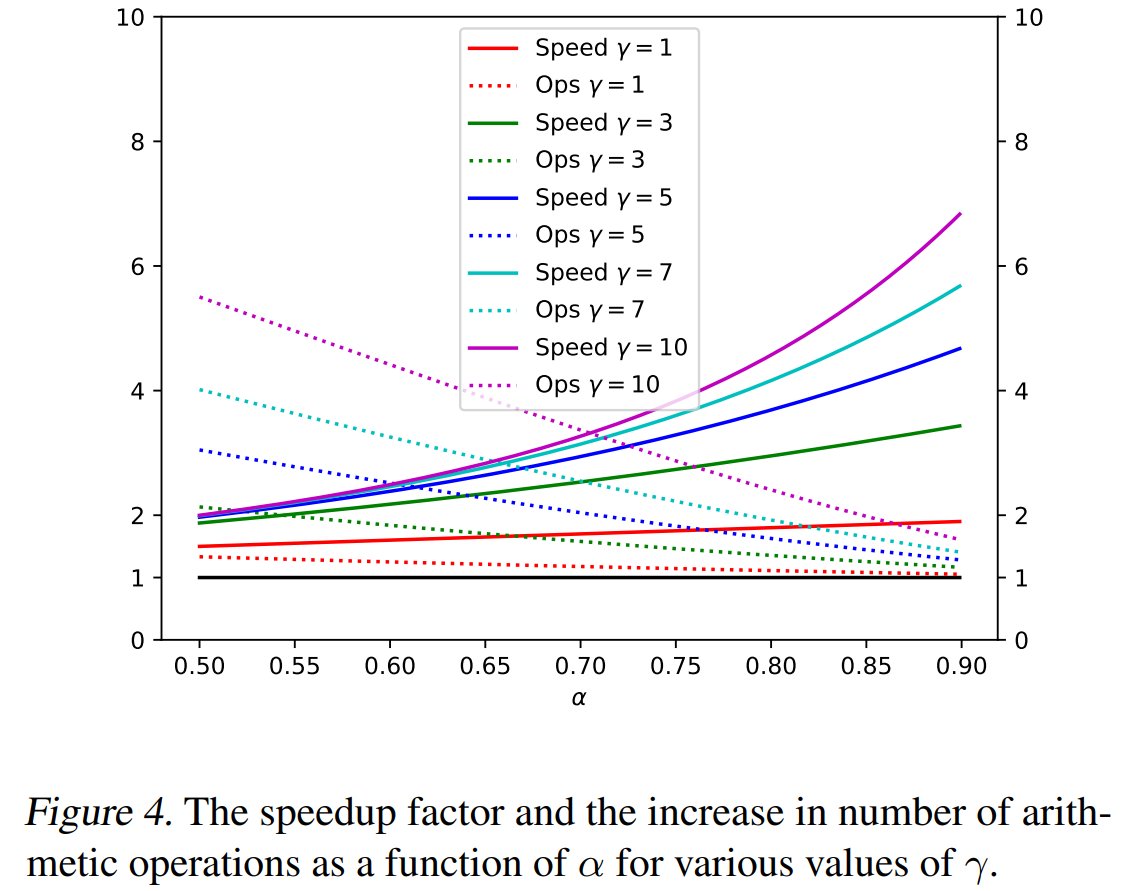 10 10
Speed γ = 1
Ops γ = 1
Speed γ = 3
8 8
Ops γ = 3
Speed γ = 5
Ops γ = 5
6 6
Speed γ = 7
Ops γ = 7
Speed γ = 10
4 Ops γ = 10 4
2 2
1 1
0 0
0.50 0.55 0.60 0.65 0.70 0.75 0.80 0.85 0.90
α
Figure 4. The speedup factor and the increase in number of arith-
metic operations as a function of α for various values of γ.